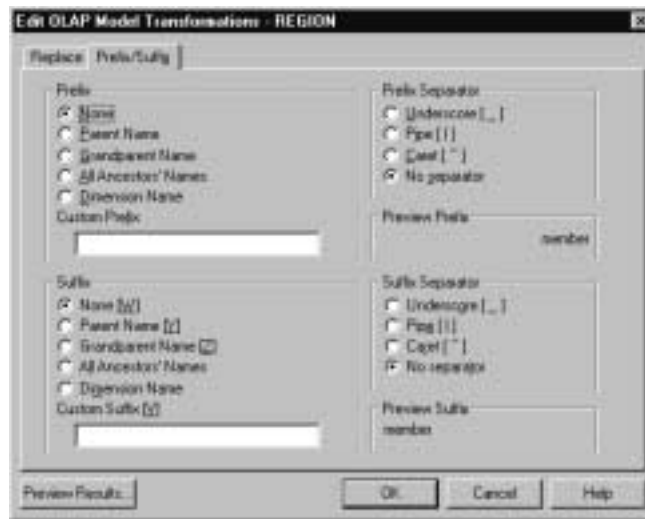 Edit OLAP Model Transformations - REGION
Replace
Prefix/Suffix
Prefix
None
Parent Name
Grandparent Name
All Ancestors' Names
Dimension Name
Custom Prefix
Prefix Separator
Underscore [ _ ]
Pipe [ | ]
Caret [ ^ ]
No separator
Preview Prefix
member
Suffix
None [W]
Parent Name [Y]
Grandparent Name [Z]
All Ancestors' Names
Dimension Name
Custom Suffix [V]
Suffix Separator
Underscore [ _ ]
Pipe [ | ]
Caret [ ^ ]
No separator
Preview Suffix
member
Preview Results...
OK
Cancel
Help